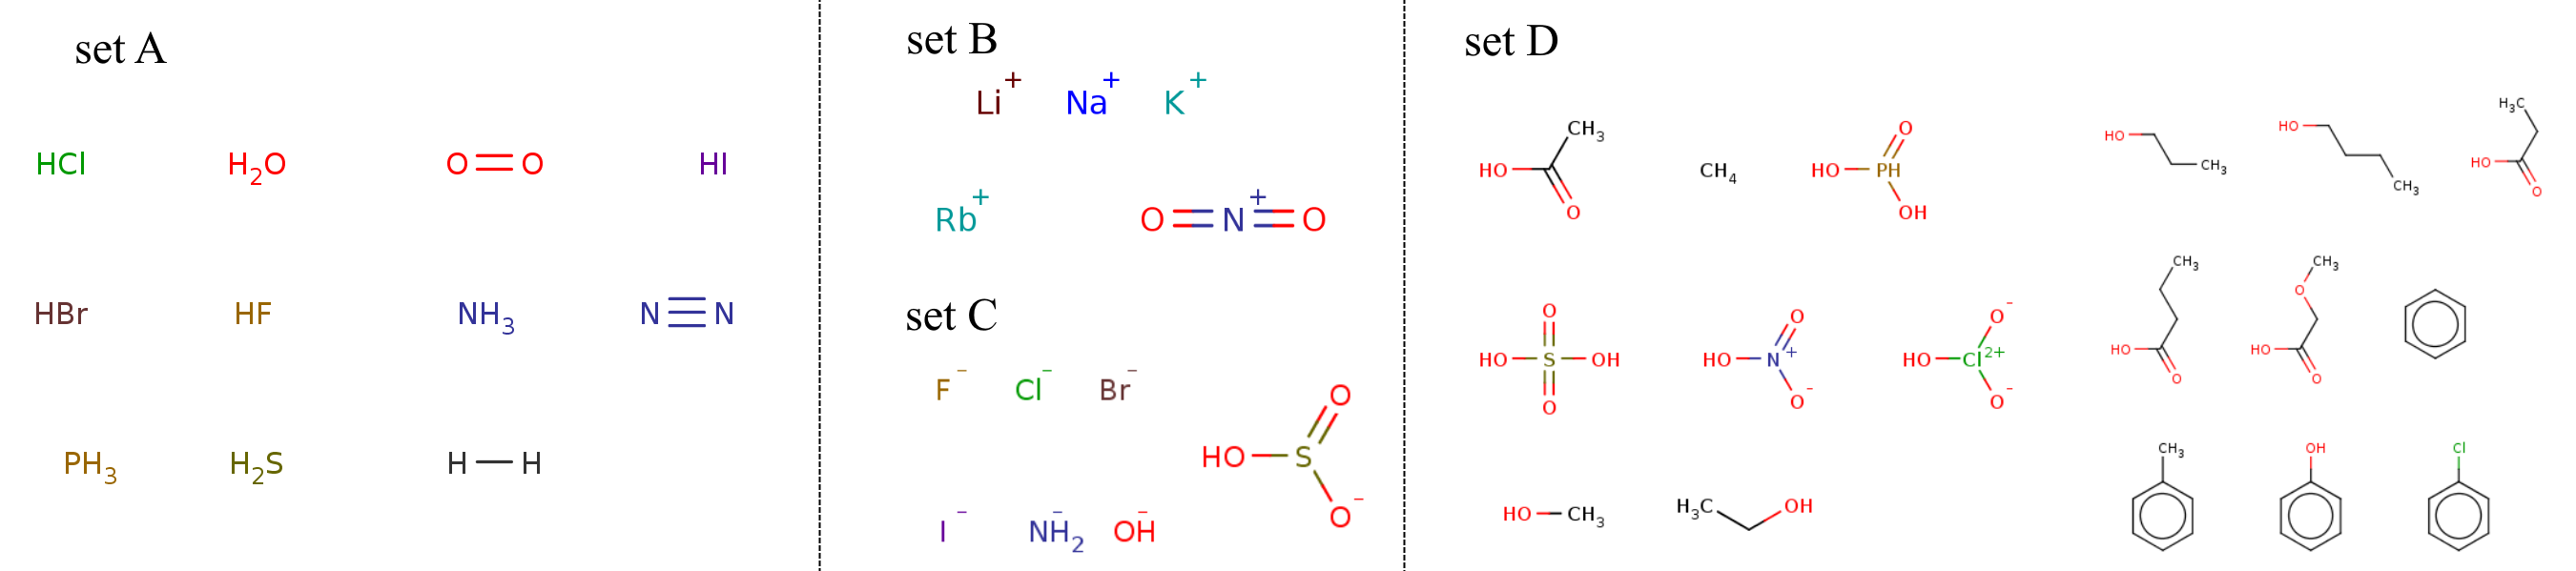 set A
HCl H₂O O O HI
HBr HF NH₃ N N
PH₃ H₂S H H
set B
Li⁺ Na⁺ K⁺
Rb⁺ O N⁺ O
set C
F⁻ Cl⁻ Br⁻
O
HO S
O⁻
I⁻ NH₂⁻ OH⁻
set D
CH₃
HO
O
CH₄
O
HO PH
OH
HO
CH₃
HO
CH₃
H₃C
HO
O
O
HO S OH
O
O
HO N⁺
O⁻
O⁻
HO Cl²⁺
O⁻
CH₃
HO
O
CH₃
O
HO
O
HO CH₃
H₃C OH
CH₃
OH
Cl